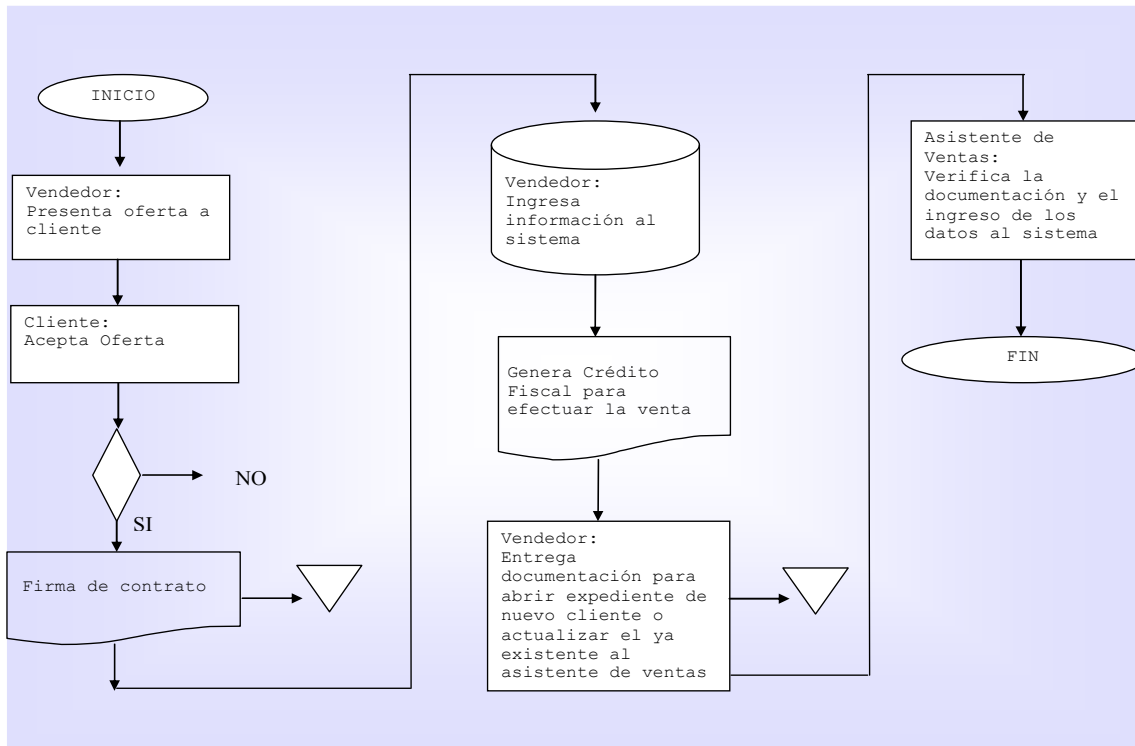 INICIO
Vendedor:
Presenta oferta a
cliente
Cliente:
Acepta Oferta
NO
SI
Firma de contrato
Vendedor:
Ingresa
información al
sistema
Genera Crédito
Fiscal para
efectuar la venta
Vendedor:
Entrega
documentación para
abrir expediente de
nuevo cliente o
actualizar el ya
existente al
asistente de ventas
Asistente de
Ventas:
Verifica la
documentación y el
ingreso de los
datos al sistema
FIN